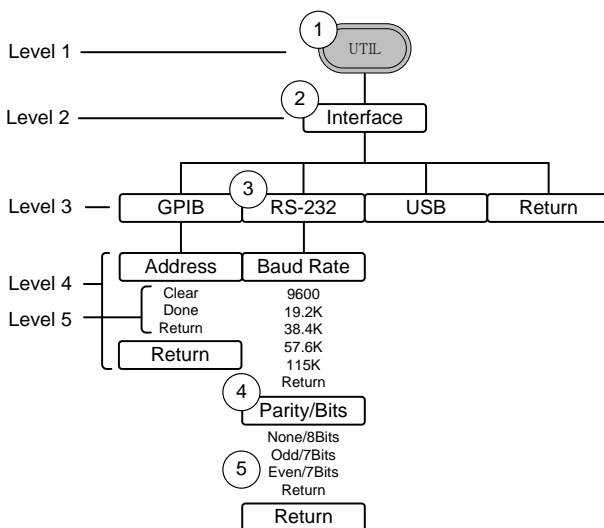 1
Level 1
UTIL
2
Level 2
Interface
3
Level 3
GPIB
RS-232
USB
Return
Level 4
Address
Baud Rate
Level 5
Clear
Done
Return
Return
9600
19.2K
38.4K
57.6K
115K
Return
4
Parity/Bits
None/8Bits
Odd/7Bits
5
Even/7Bits
Return
Return